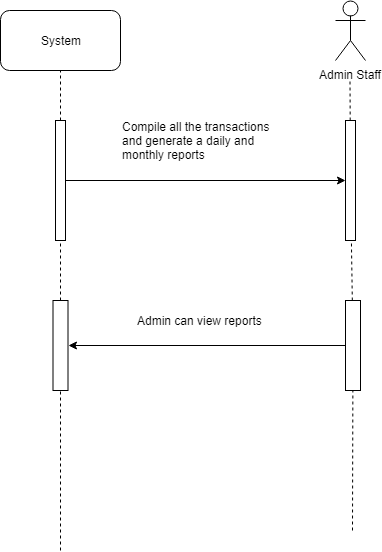 System
Admin Staff
Compile all the transactions
and generate a daily and
monthly reports
Admin can view reports